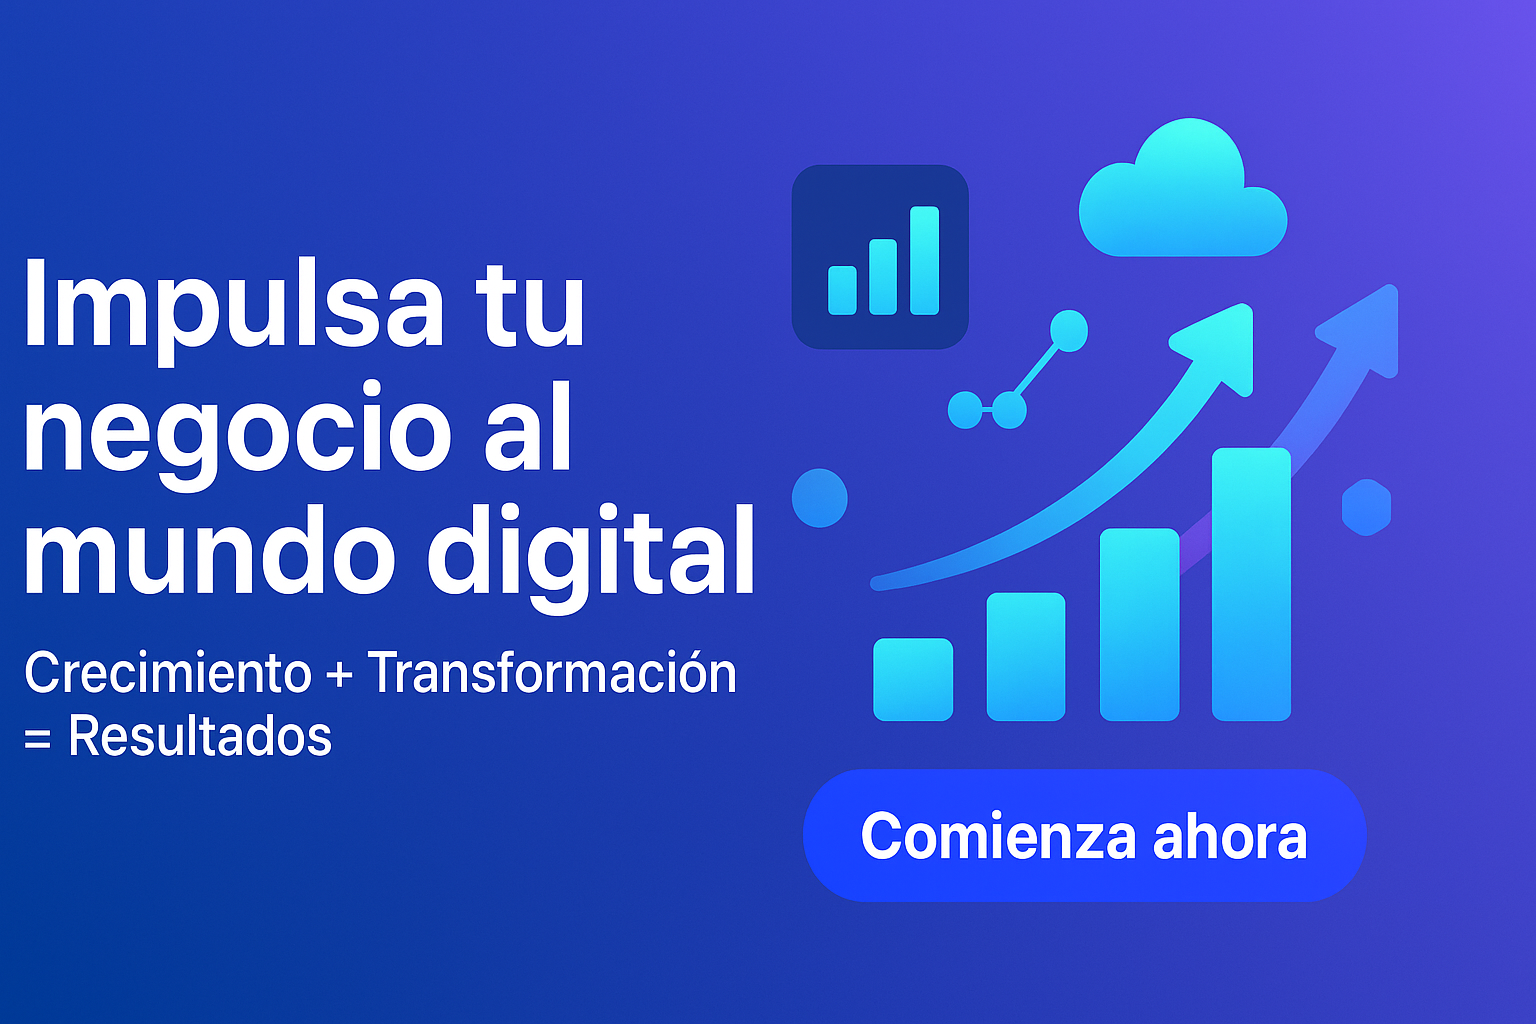 Impulsa tu
negocio al
mundo digital
Crecimiento + Transformación
= Resultados
Comienza ahora